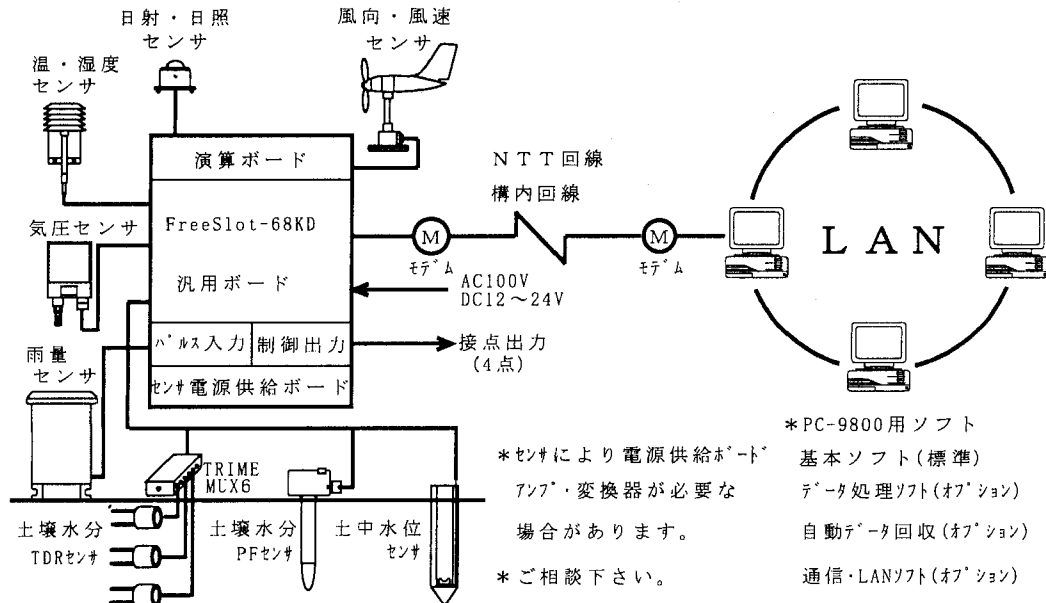 日射・日照
センサ
風向・風速
センサ
温・湿度
センサ
演算ボード
NTT回線
構内回線
気圧センサ
FreeSlot-68KD
M
モデム
M
モデム
LAN
汎用ボード
AC100V
DC12～24V
パルス入力
制御出力
接点出力
(4点)
雨量
センサ
センサ電源供給ボード
TRIME
MUX6
土壌水分
TDRセンサ
土壌水分
PFセンサ
土中水位
センサ
*センサにより電源供給ボード
アンプ・変換器が必要な
場合があります。
*ご相談下さい。
*PC-9800用ソフト
基本ソフト(標準)
データ処理ソフト(オプション)
自動データ回収(オプション)
通信・LANソフト(オプション)